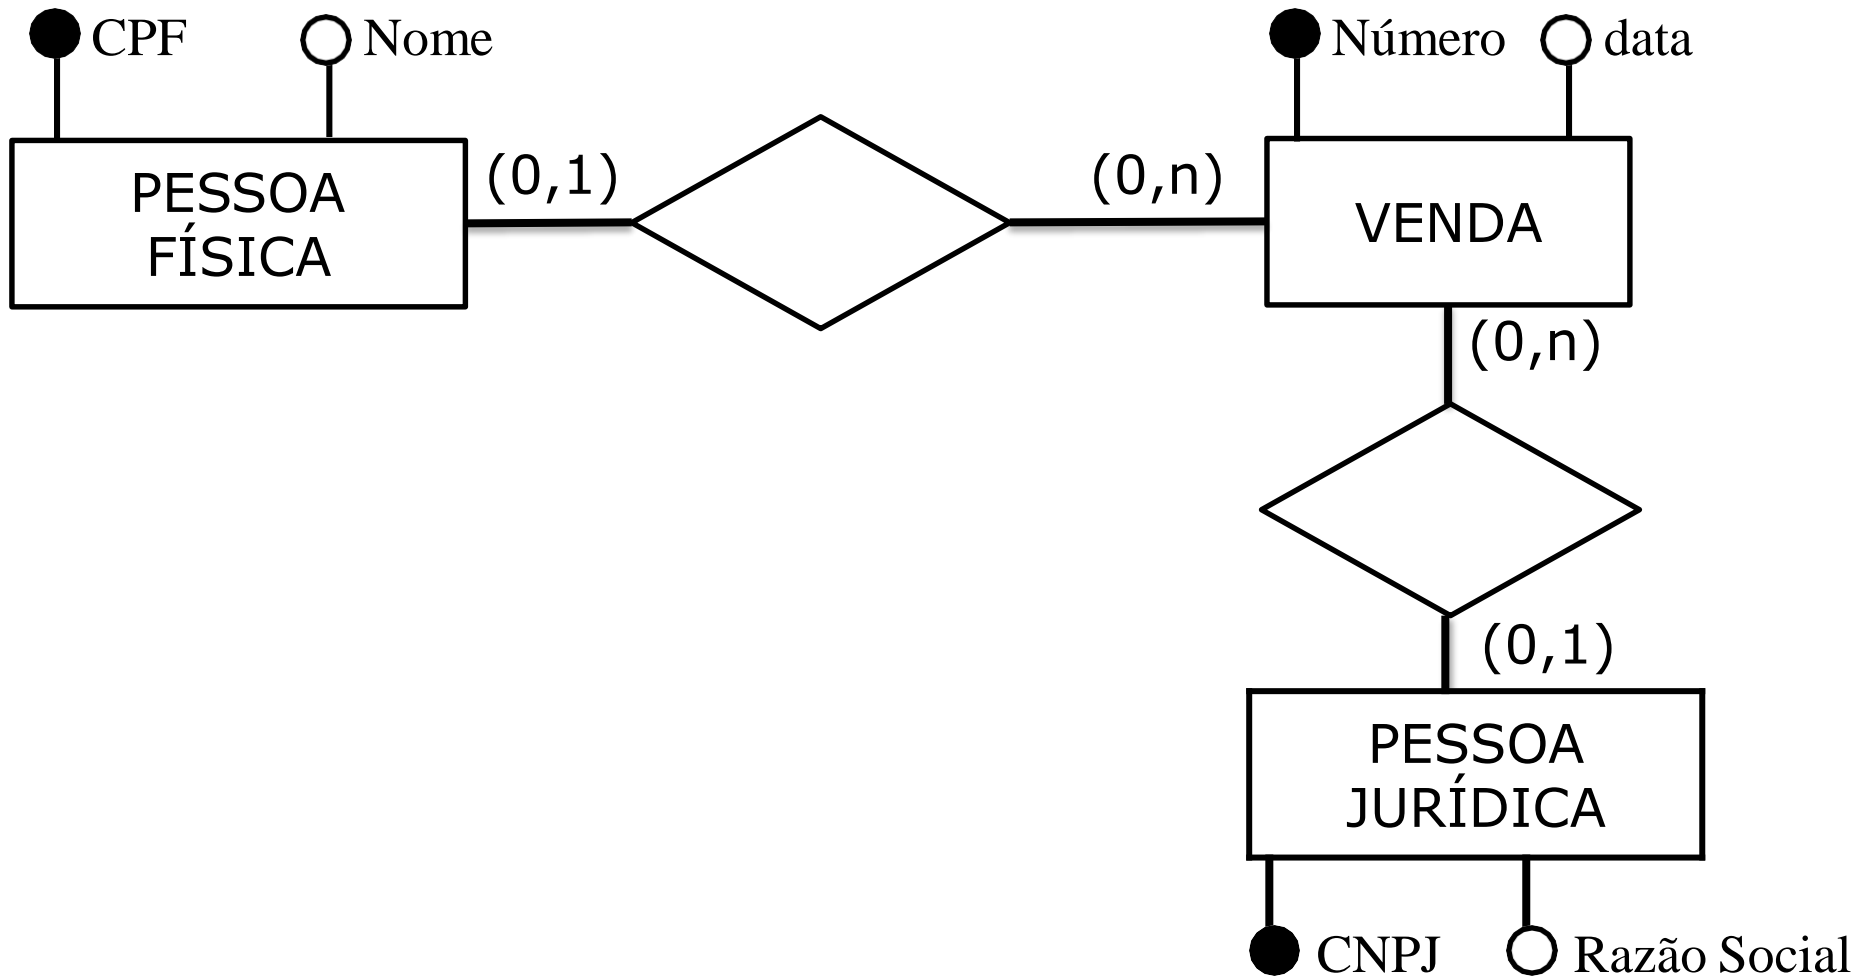 CPF
Nome
Número
data
PESSOA
FÍSICA
(0,1)
(0,n)
VENDA
(0,n)
(0,1)
PESSOA
JURÍDICA
CNPJ
Razão Social